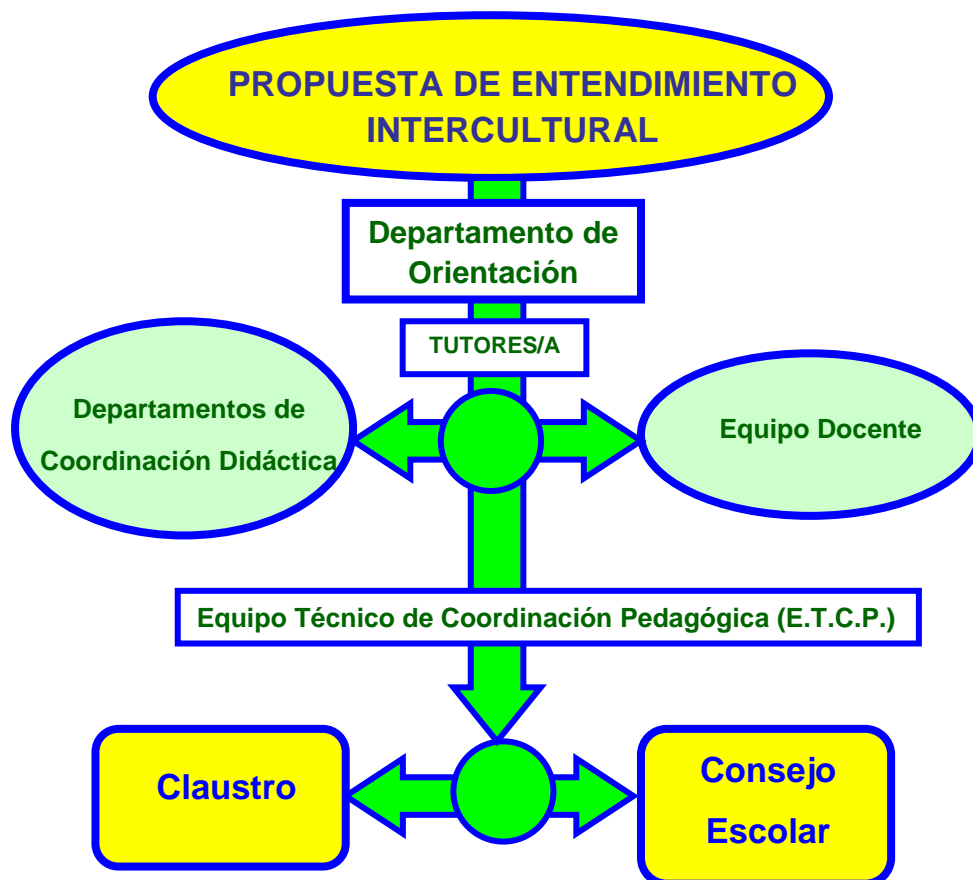 PROPUESTA DE ENTENDIMIENTO
INTERCULTURAL
Departamento de
Orientación
TUTORES/A
Departamentos de
Coordinación Didáctica
Equipo Docente
Equipo Técnico de Coordinación Pedagógica (E.T.C.P.)
Claustro
Consejo
Escolar